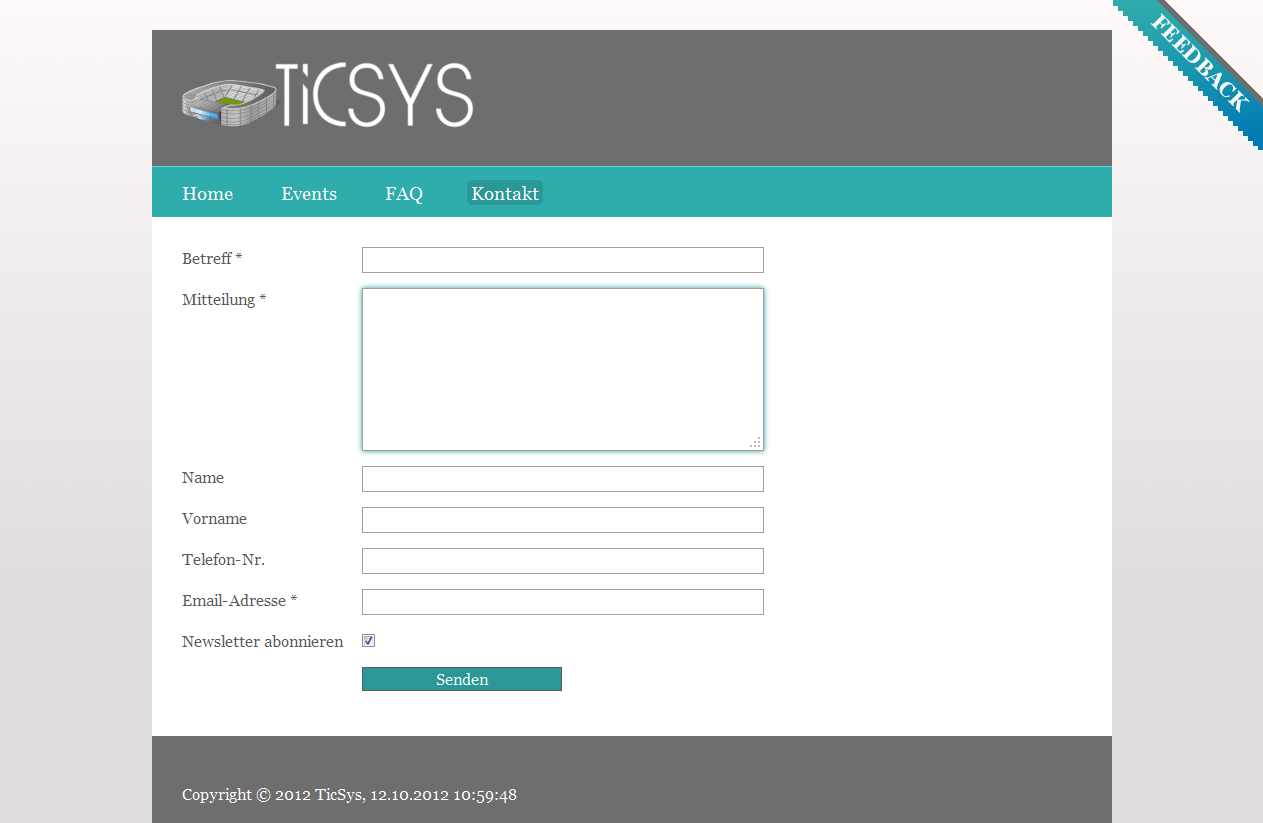 FEEDBACK
TiCSYS
Home Events FAQ Kontakt
Betreff *
Mitteilung *
Name
Vorname
Telefon-Nr.
Email-Adresse *
Newsletter abonnieren
Senden
Copyright © 2012 TicSys, 12.10.2012 10:59:48